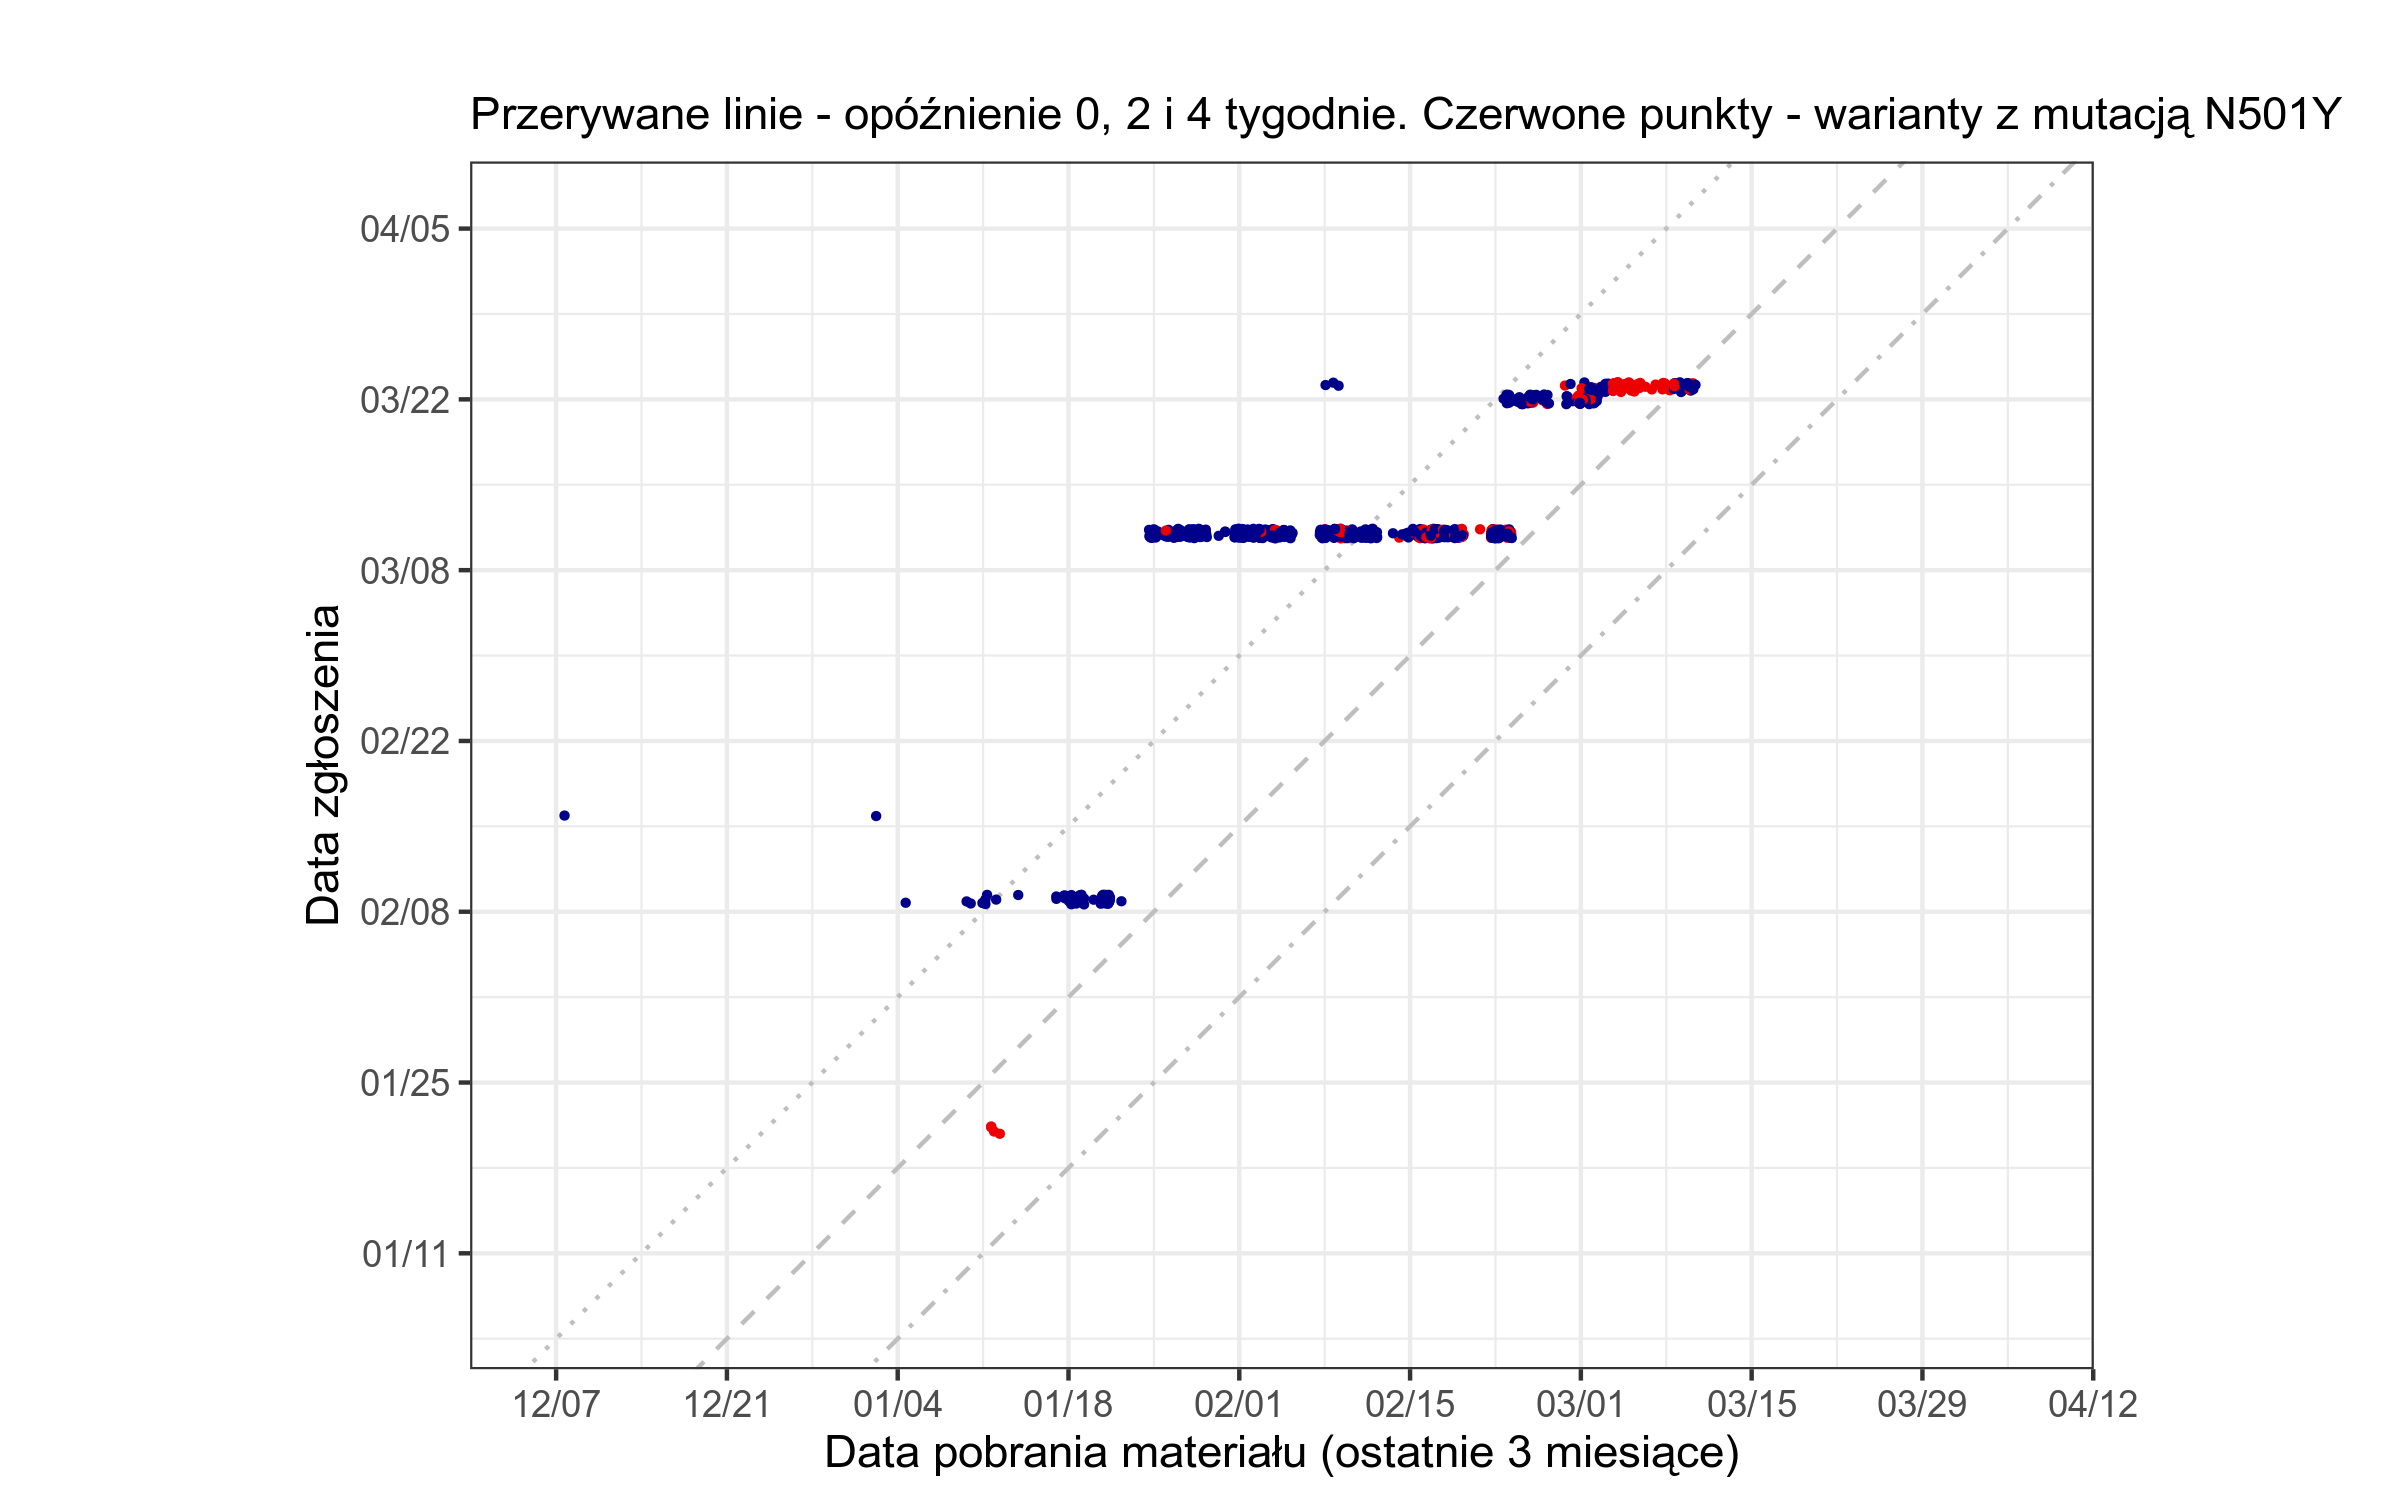 Przerywane linie - opóźnienie 0, 2 i 4 tygodnie. Czerwone punkty - warianty z mutacją N501Y
Data zgłoszenia
04/05
03/22
03/08
02/22
02/08
01/25
01/11
12/07 12/21 01/04 01/18 02/01 02/15 03/01 03/15 03/29 04/12
Data pobrania materiału (ostatnie 3 miesiące)